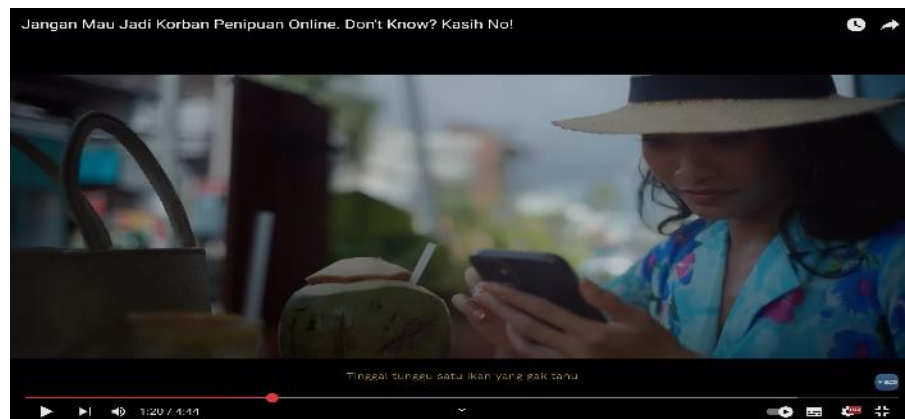 Jangan Mau Jadi Korban Penipuan Online. Don't Know? Kasih No!
Tinggal tunggu satu ikan yang gak tahu
1:20 / 4:44